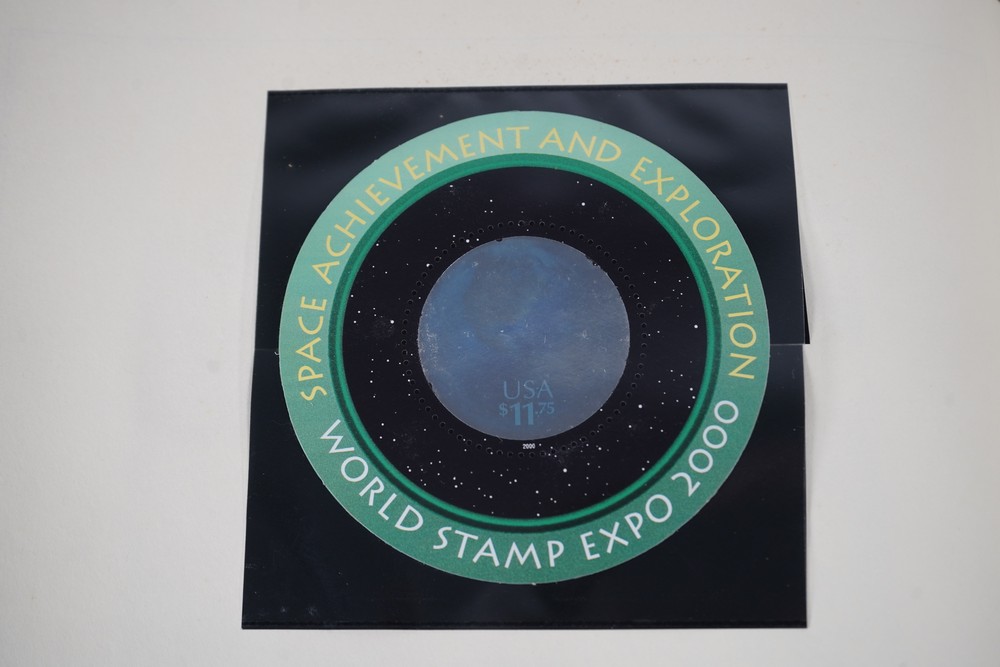 SPACE ACHIEVEMENT AND EXPLORATION
USA
$11.75
2000
WORLD STAMP EXPO 2000